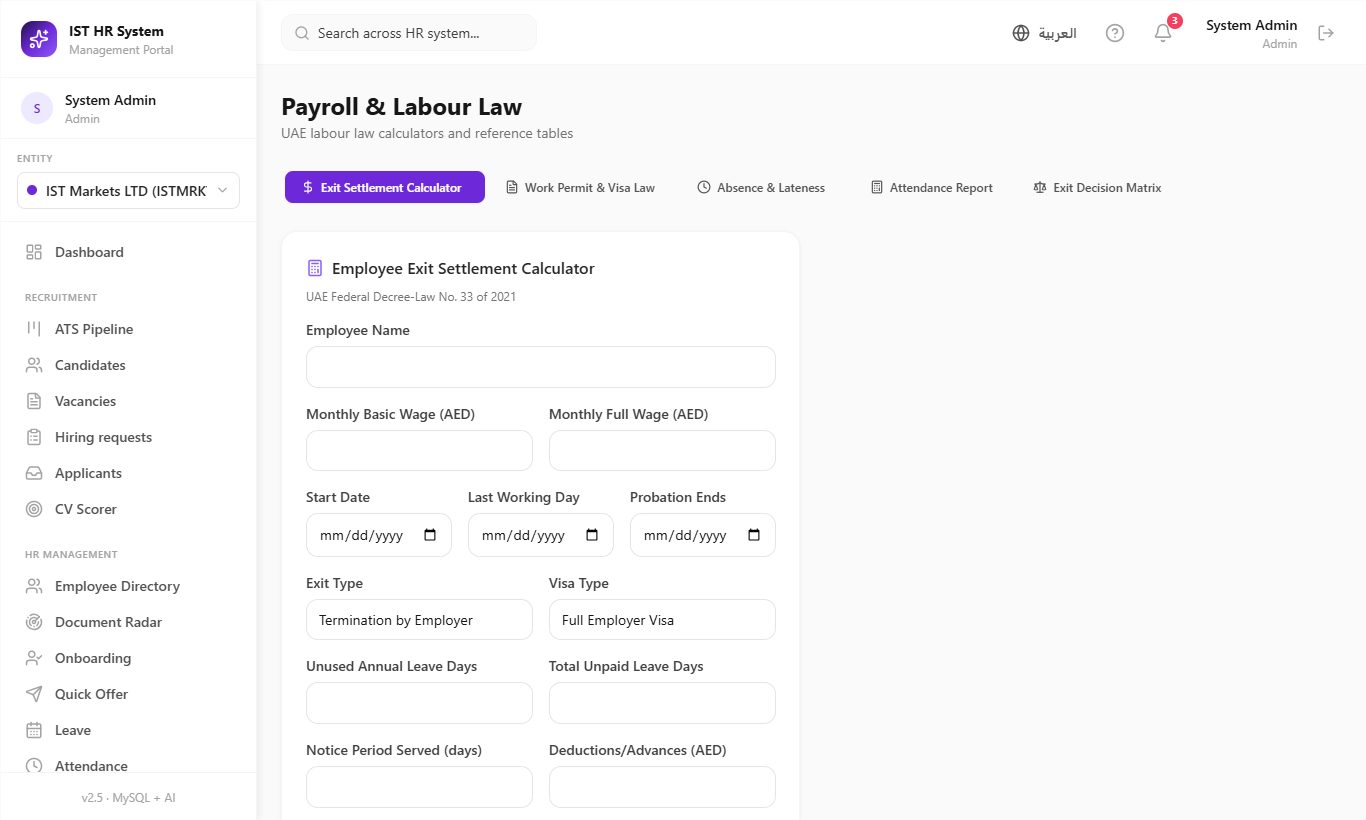 IST HR System
Management Portal
Search across HR system...
العربية
3
System Admin
Admin
S
System Admin
Admin
ENTITY
IST Markets LTD (ISTMRK
Dashboard
RECRUITMENT
ATS Pipeline
Candidates
Vacancies
Hiring requests
Applicants
CV Scorer
HR MANAGEMENT
Employee Directory
Document Radar
Onboarding
Quick Offer
Leave
Attendance
v2.5 · MySQL + AI
Payroll & Labour Law
UAE labour law calculators and reference tables
Exit Settlement Calculator
Work Permit & Visa Law
Absence & Lateness
Attendance Report
Exit Decision Matrix
Employee Exit Settlement Calculator
UAE Federal Decree-Law No. 33 of 2021
Employee Name
Monthly Basic Wage (AED)
Monthly Full Wage (AED)
Start Date
Last Working Day
Probation Ends
mm/dd/yyyy
mm/dd/yyyy
mm/dd/yyyy
Exit Type
Visa Type
Termination by Employer
Full Employer Visa
Unused Annual Leave Days
Total Unpaid Leave Days
Notice Period Served (days)
Deductions/Advances (AED)